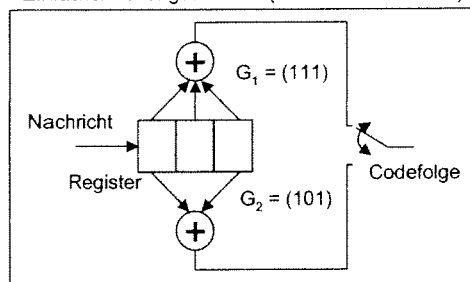 G₁ = (111)
Nachricht
Register
G₂ = (101)
Codefolge